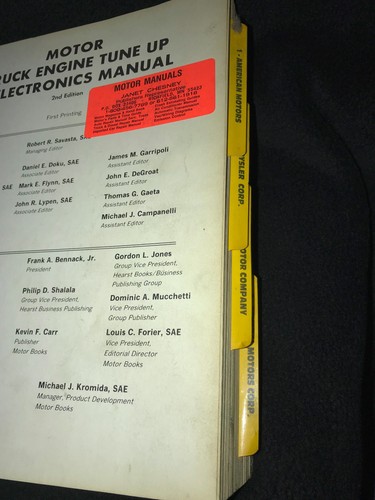 MOTOR
RUCK ENGINE TUNE UP
ELECTRONICS MANUAL
2nd Edition
First Printing
MOTOR MANUALS
JANET CHESNEY
Robert R. Savasta, SAE
Managing Editor
Daniel E. Doku, SAE
Associate Editor
SAE
Mark E. Flynn, SAE
Associate Editor
John R. Lypen, SAE
Associate Editor
James M. Garripoli
Assistant Editor
John E. DeGroat
Assistant Editor
Thomas G. Gaeta
Assistant Editor
Michael J. Campanelli
Assistant Editor
Frank A. Bennack, Jr.
President
Philip D. Shalala
Group Vice President,
Hearst Business Publishing
Kevin F. Carr
Publisher
Motor Books
Gordon L. Jones
Group Vice President,
Hearst Books/Business
Publishing Group
Dominic A. Mucchetti
Vice President,
Group Publisher
Louis C. Forier, SAE
Vice President,
Editorial Director
Motor Books
Michael J. Kromida, SAE
Manager, Product Development
Motor Books
1 - AMERICAN MOTORS
YSLER CORP.
OTOR COMPANY
MOTORS CORP.